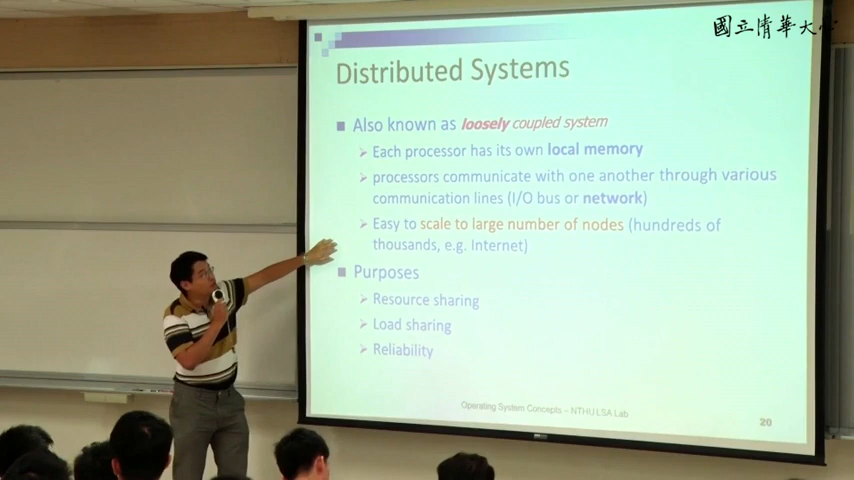 國立清華大學
Distributed Systems
Also known as loosely coupled system
Each processor has its own local memory
processors communicate with one another through various
communication lines (I/O bus or network)
Easy to scale to large number of nodes (hundreds of
thousands, e.g. Internet)
Purposes
Resource sharing
Load sharing
Reliability
Operating System Concepts – NTHU LSA Lab
20